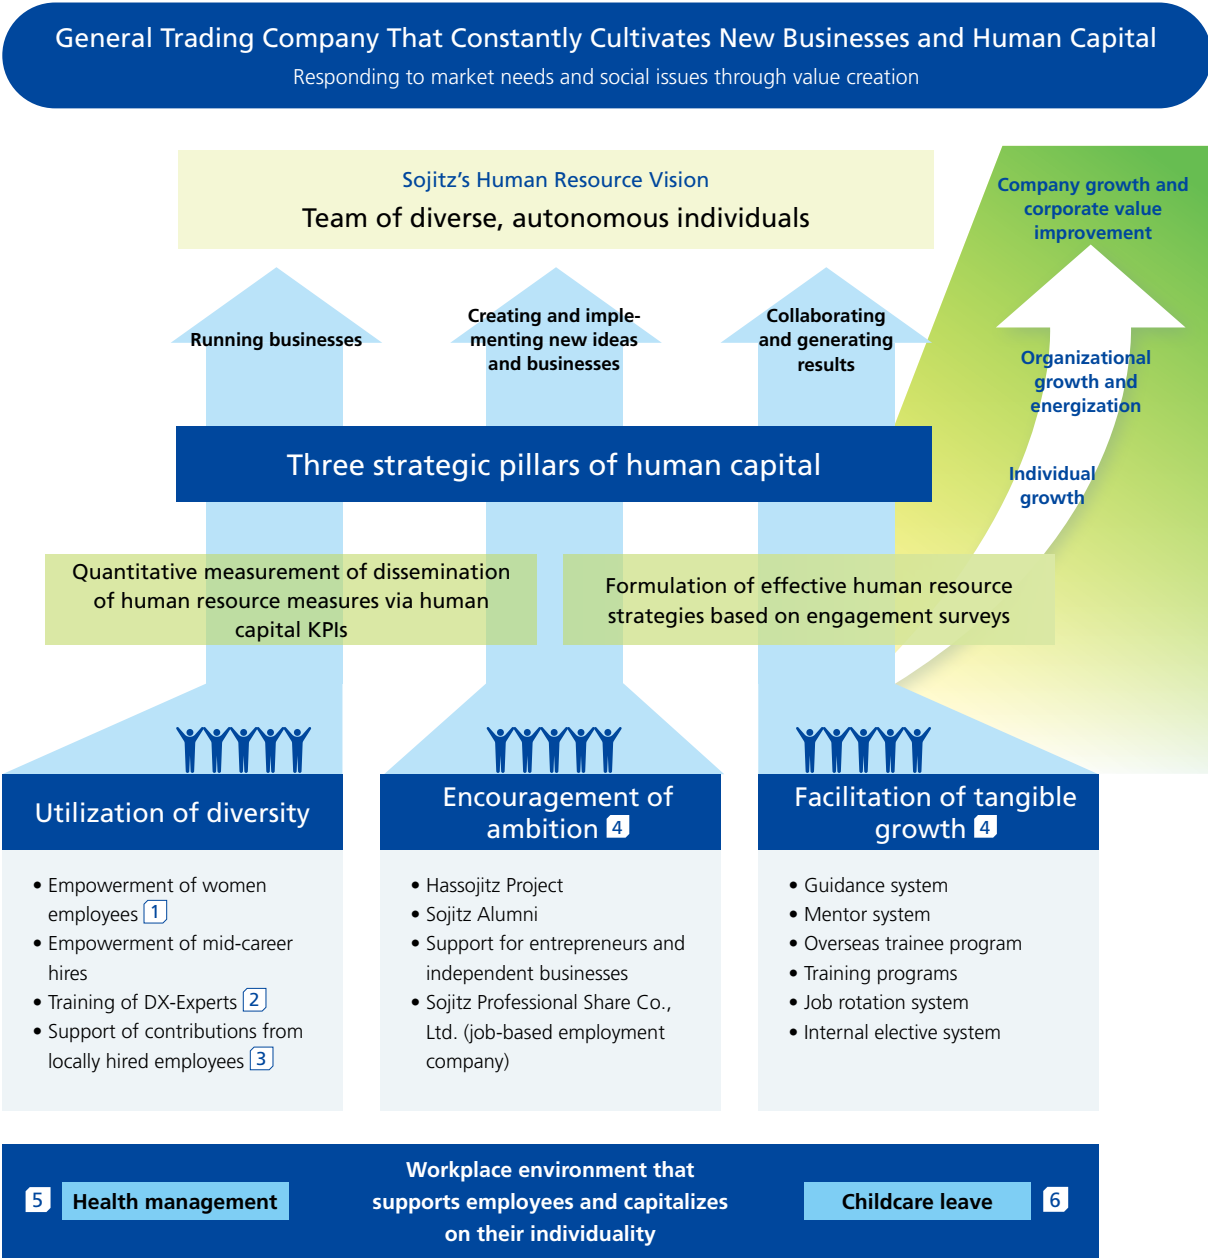 General Trading Company That Constantly Cultivates New Businesses and Human Capital
Responding to market needs and social issues through value creation
Sojitz's Human Resource Vision
Team of diverse, autonomous individuals
Company growth and
corporate value
improvement
Running businesses
Creating and imple-
menting new ideas
and businesses
Collaborating
and generating
results
Organizational
growth and
energization
Three strategic pillars of human capital
Individual
growth
Quantitative measurement of dissemination
of human resource measures via human
capital KPIs
Formulation of effective human resource
strategies based on engagement surveys
Utilization of diversity
• Empowerment of women
employees 1
• Empowerment of mid-career
hires
• Training of DX-Experts 2
• Support of contributions from
locally hired employees 3
Encouragement of
ambition 4
• Hassojitz Project
• Sojitz Alumni
• Support for entrepreneurs and
independent businesses
• Sojitz Professional Share Co.,
Ltd. (job-based employment
company)
Facilitation of tangible
growth 4
• Guidance system
• Mentor system
• Overseas trainee program
• Training programs
• Job rotation system
• Internal elective system
5 Health management
Workplace environment that
supports employees and capitalizes
on their individuality
Childcare leave 6